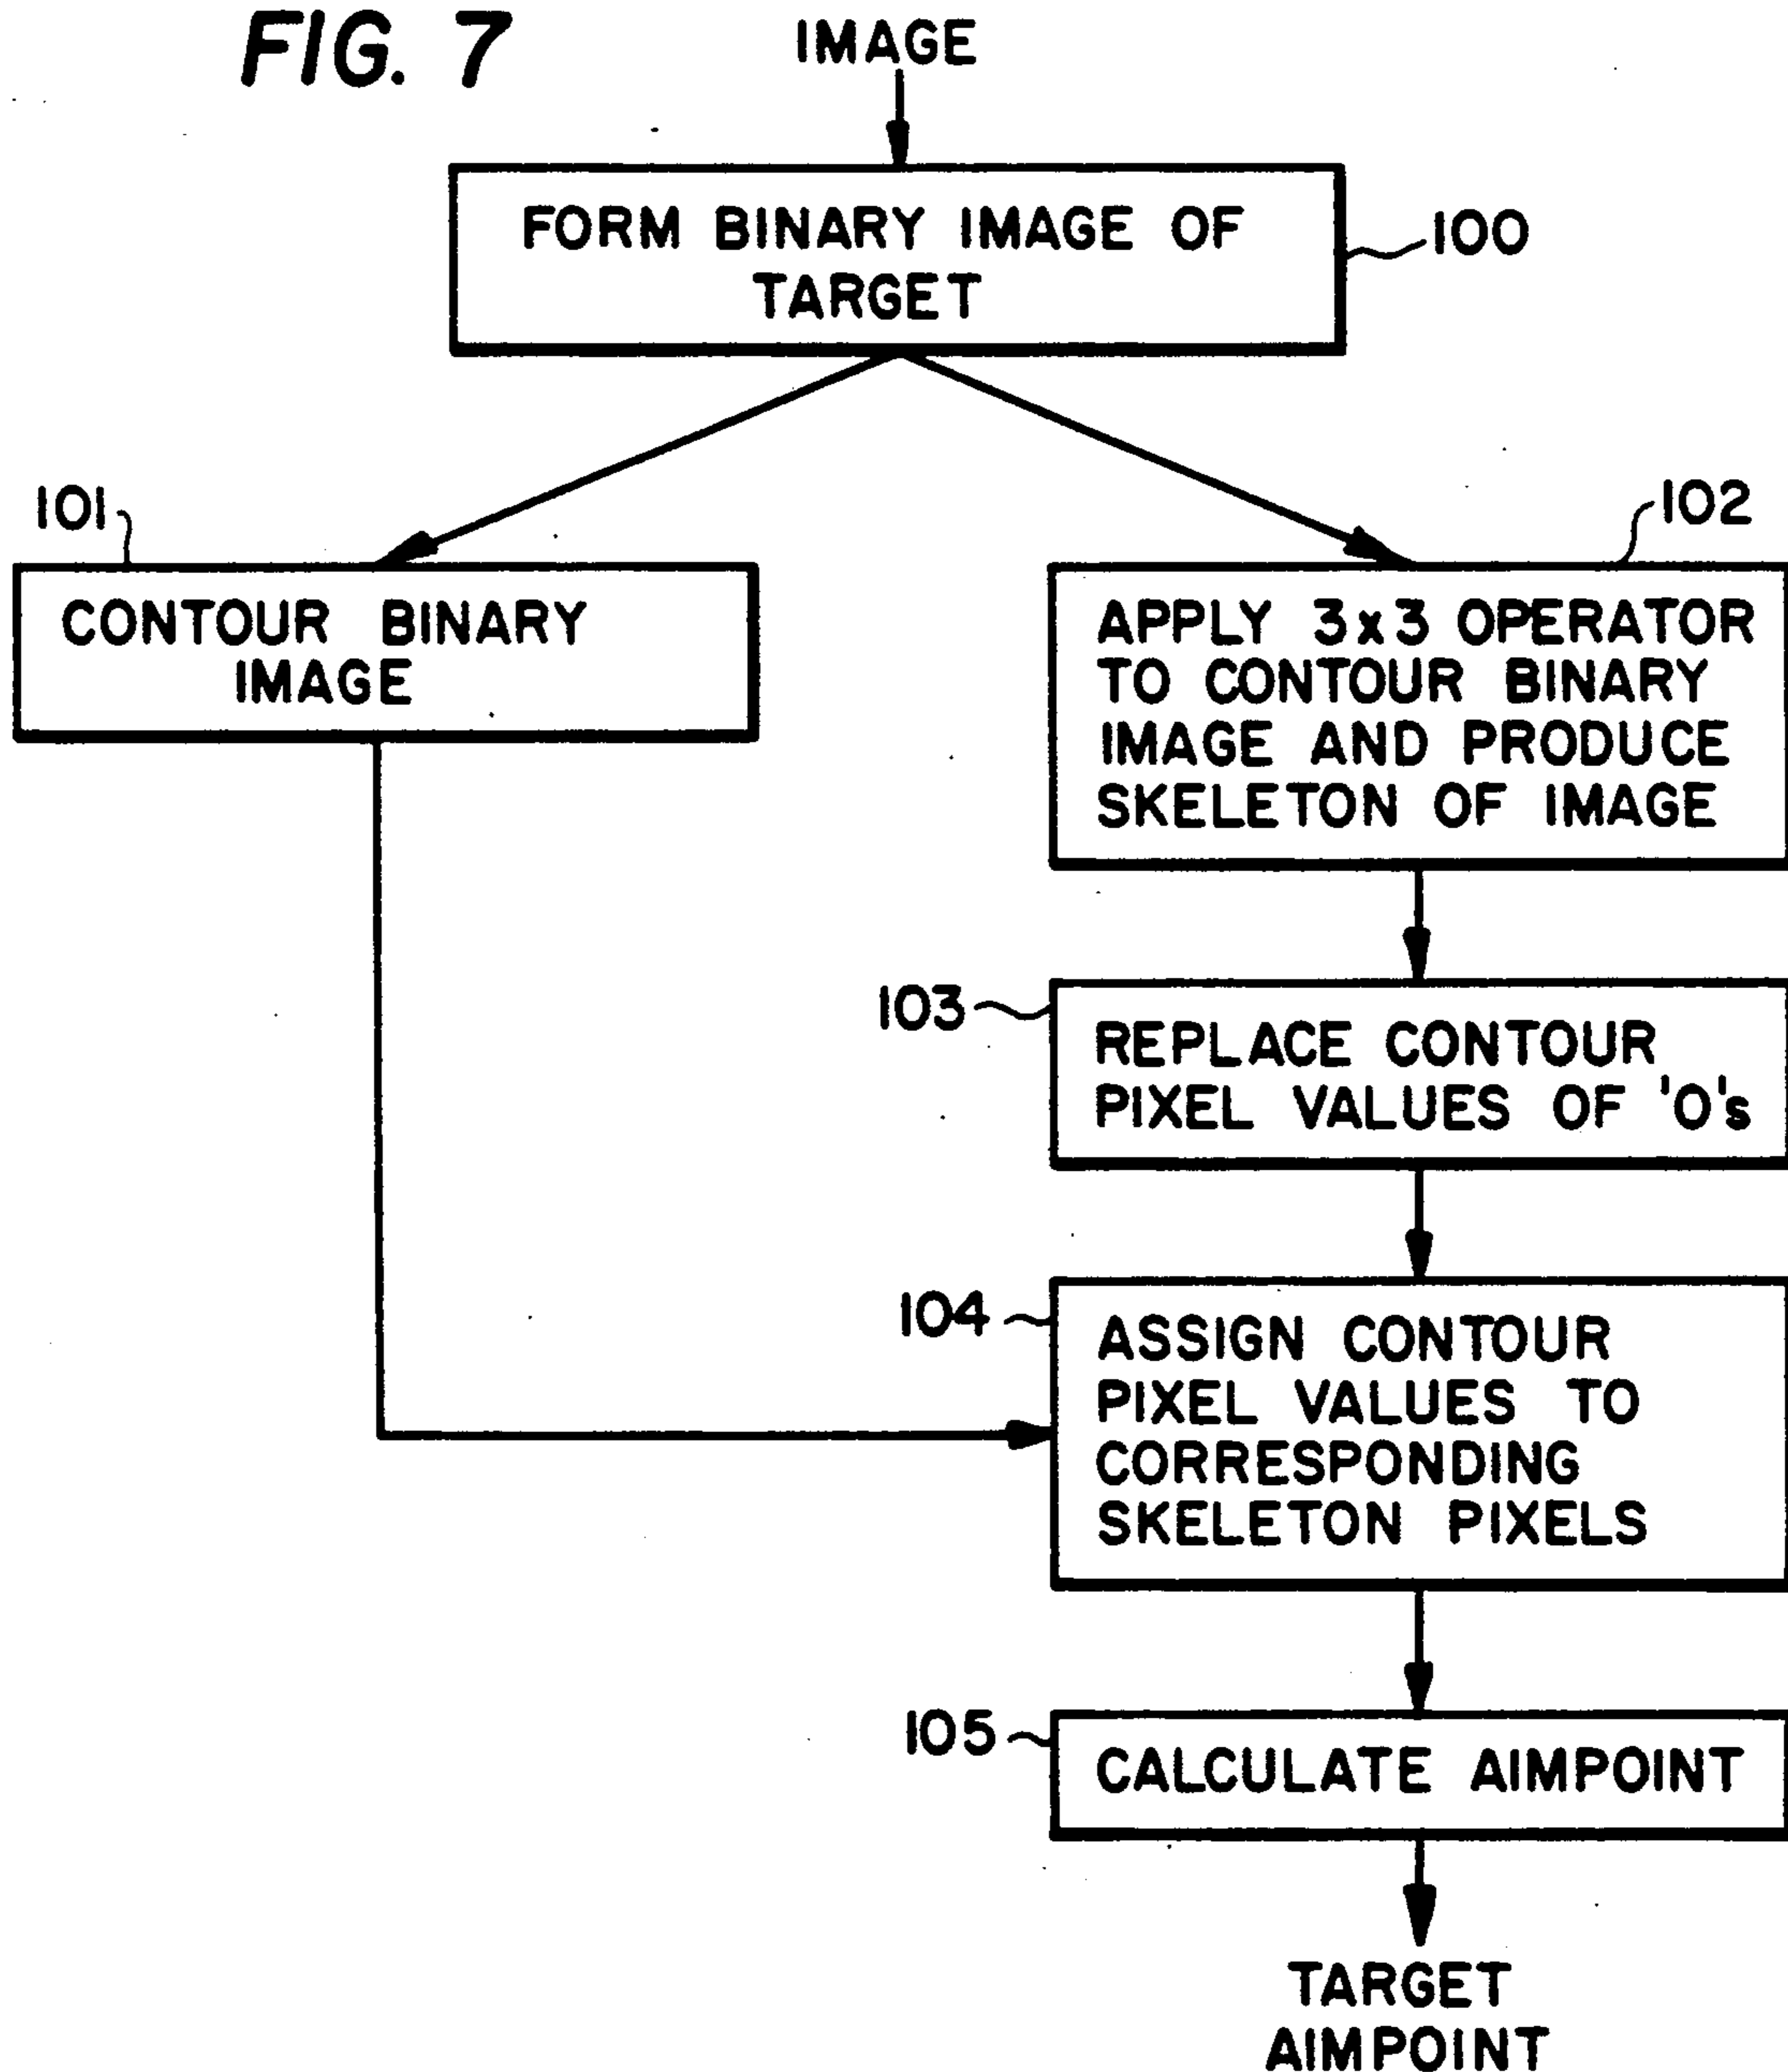 FIG. 7
IMAGE
FORM BINARY IMAGE OF
TARGET
100
101
CONTOUR BINARY
IMAGE
102
APPLY 3x3 OPERATOR
TO CONTOUR BINARY
IMAGE AND PRODUCE
SKELETON OF IMAGE
103
REPLACE CONTOUR
PIXEL VALUES OF '0's
104
ASSIGN CONTOUR
PIXEL VALUES TO
CORRESPONDING
SKELETON PIXELS
105
CALCULATE AIMPOINT
TARGET
AIMPOINT